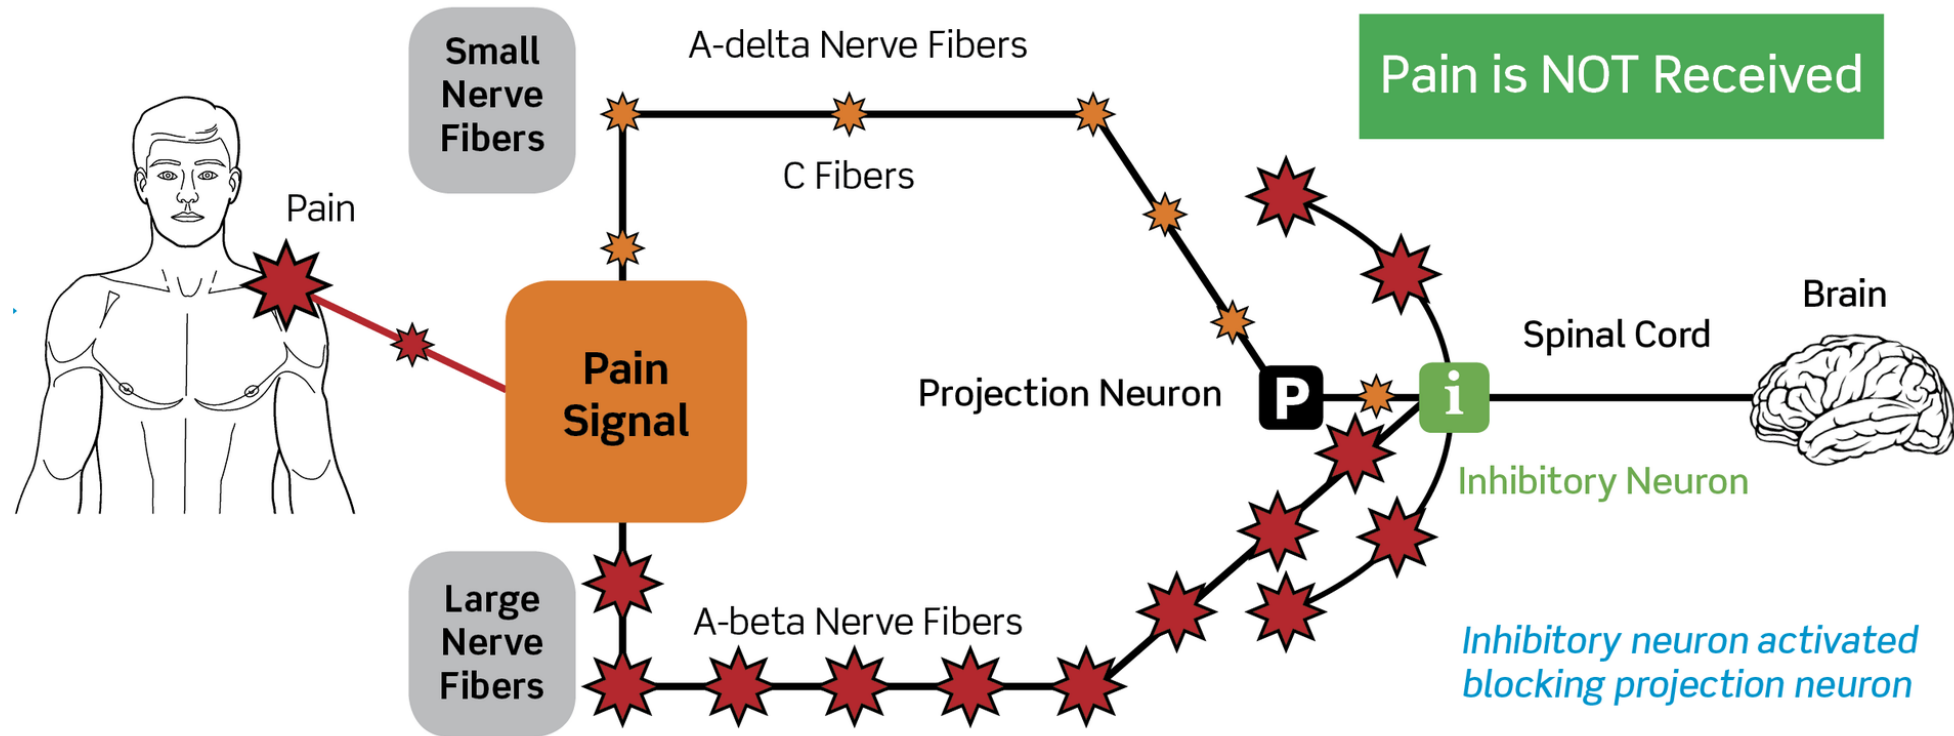 Small
Nerve
Fibers
A-delta Nerve Fibers
C Fibers
Pain is NOT Received
Pain
Pain
Signal
Projection Neuron
P
i
Spinal Cord
Brain
Inhibitory Neuron
Large
Nerve
Fibers
A-beta Nerve Fibers
Inhibitory neuron activated
blocking projection neuron